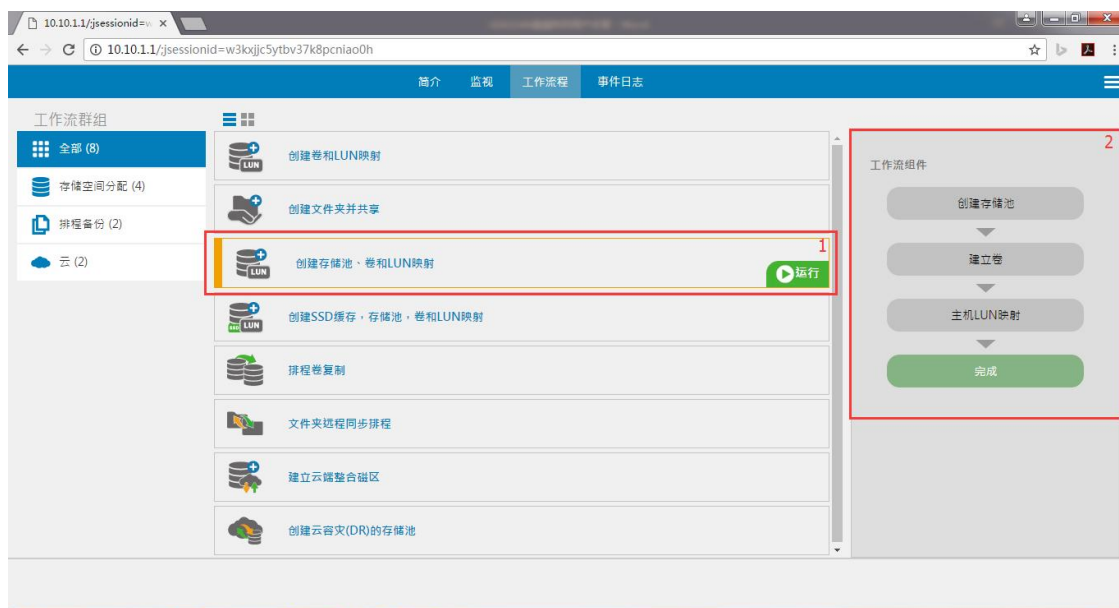 10.10.1.1/;jsessionid=w
10.10.1.1/;jsessionid=w3kxjjc5ytbv37k8pcniao0h
简介 监视 工作流程 事件日志
工作流群组
全部 (8)
存储空间分配 (4)
排程备份 (2)
云 (2)
LUN 创建卷和LUN映射
创建文件夹并共享
LUN 创建存储池、卷和LUN映射
1
运行
SSD LUN 创建SSD缓存，存储池，卷和LUN映射
排程卷复制
文件夹远程同步排程
建立云端整合磁区
创建云容灾(DR)的存储池
2
工作流组件
创建存储池
建立卷
主机LUN映射
完成